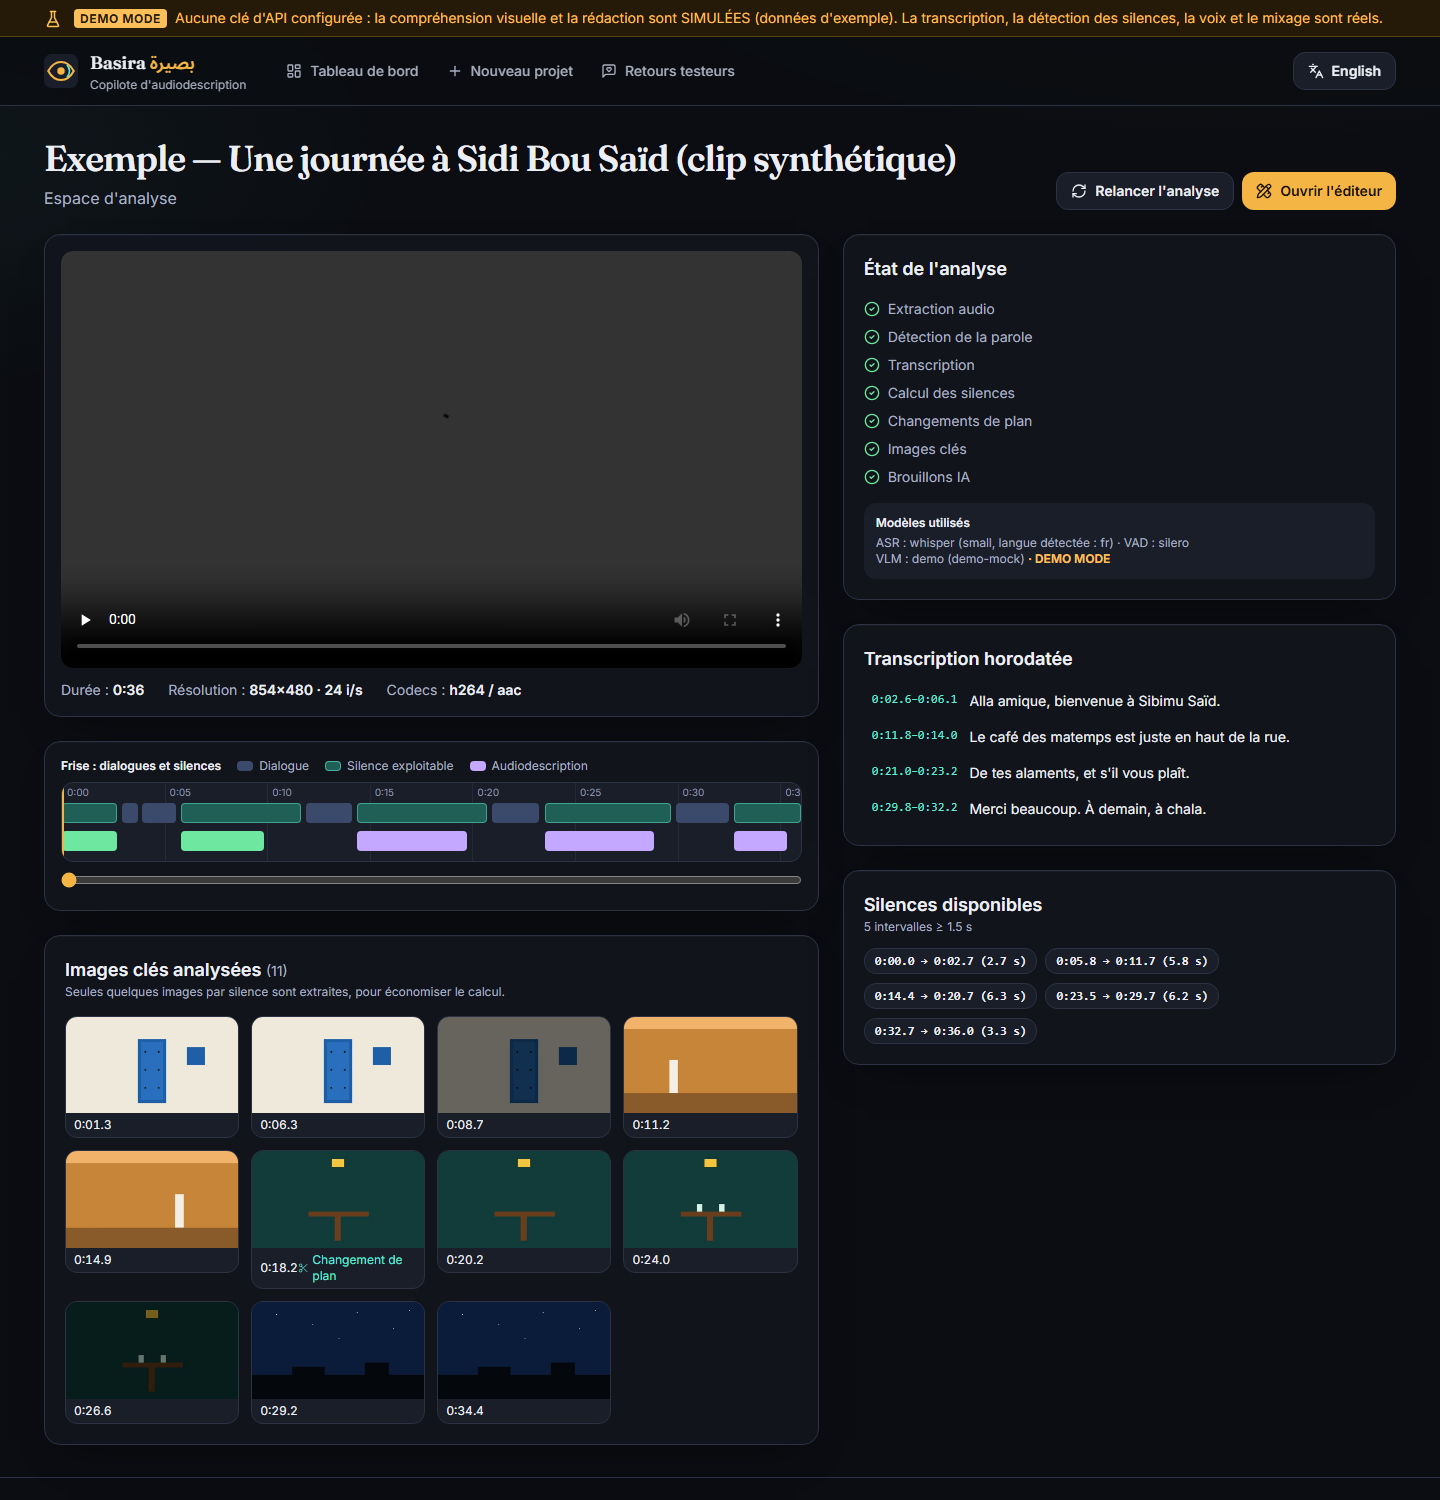 DEMO MODE Aucune clé d'API configurée : la compréhension visuelle et la rédaction sont SIMULÉES (données d'exemple). La transcription, la détection des silences, la voix et le mixage sont réels.
Basira بصيرة
Copilote d'audiodescription
Tableau de bord
Nouveau projet
Retours testeurs
English
Exemple — Une journée à Sidi Bou Saïd (clip synthétique)
Espace d'analyse
Relancer l'analyse
Ouvrir l'éditeur
0:00
Durée : 0:36 Résolution : 854×480 · 24 i/s Codecs : h264 / aac
Frise : dialogues et silences Dialogue Silence exploitable Audiodescription
0:00 0:05 0:10 0:15 0:20 0:25 0:30 0:3
Images clés analysées (11)
Seules quelques images par silence sont extraites, pour économiser le calcul.
0:01.3
0:06.3
0:08.7
0:11.2
0:14.9
0:18.2 Changement de
plan
0:20.2
0:24.0
0:26.6
0:29.2
0:34.4
État de l'analyse
Extraction audio
Détection de la parole
Transcription
Calcul des silences
Changements de plan
Images clés
Brouillons IA
Modèles utilisés
ASR : whisper (small, langue détectée : fr) · VAD : silero
VLM : demo (demo-mock) · DEMO MODE
Transcription horodatée
0:02.6–0:06.1 Alla amique, bienvenue à Sibimu Saïd.
0:11.8–0:14.0 Le café des matemps est juste en haut de la rue.
0:21.0–0:23.2 De tes alaments, et s'il vous plaît.
0:29.8–0:32.2 Merci beaucoup. À demain, à chala.
Silences disponibles
5 intervalles ≥ 1.5 s
0:00.0 → 0:02.7 (2.7 s)
0:05.8 → 0:11.7 (5.8 s)
0:14.4 → 0:20.7 (6.3 s)
0:23.5 → 0:29.7 (6.2 s)
0:32.7 → 0:36.0 (3.3 s)